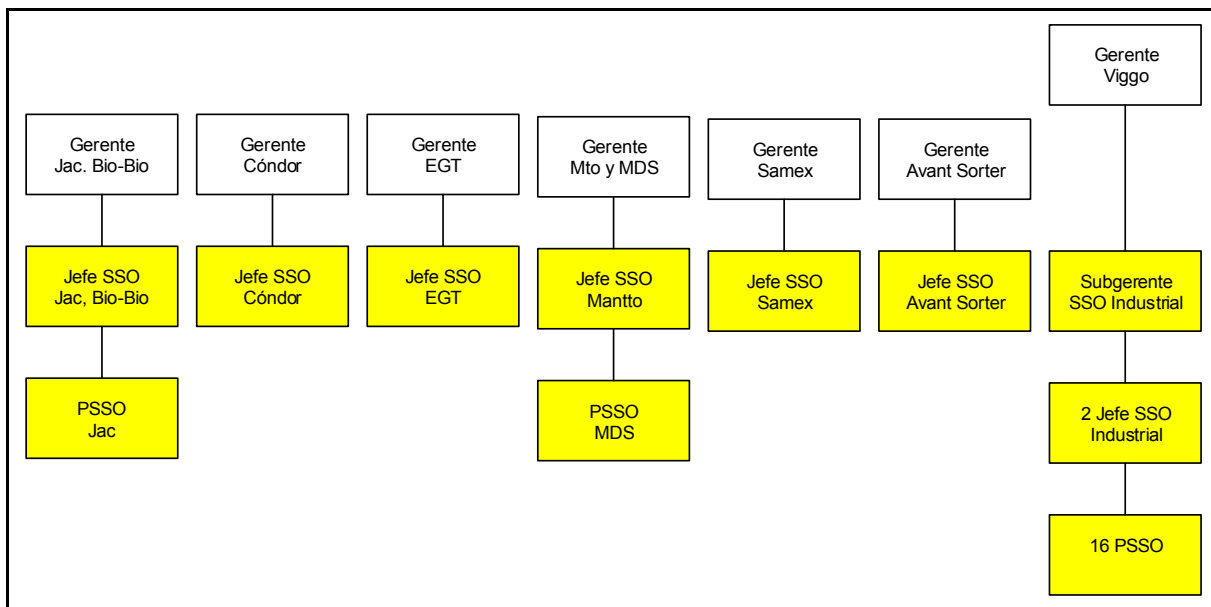 Gerente
Viggo
Gerente
Jac. Bio-Bio
Gerente
Cóndor
Gerente
EGT
Gerente
Mto y MDS
Gerente
Samex
Gerente
Avant Sorter
Jefe SSO
Jac, Bio-Bio
Jefe SSO
Cóndor
Jefe SSO
EGT
Jefe SSO
Mantto
Jefe SSO
Samex
Jefe SSO
Avant Sorter
Subgerente
SSO Industrial
PSSO
Jac
PSSO
MDS
2 Jefe SSO
Industrial
16 PSSO